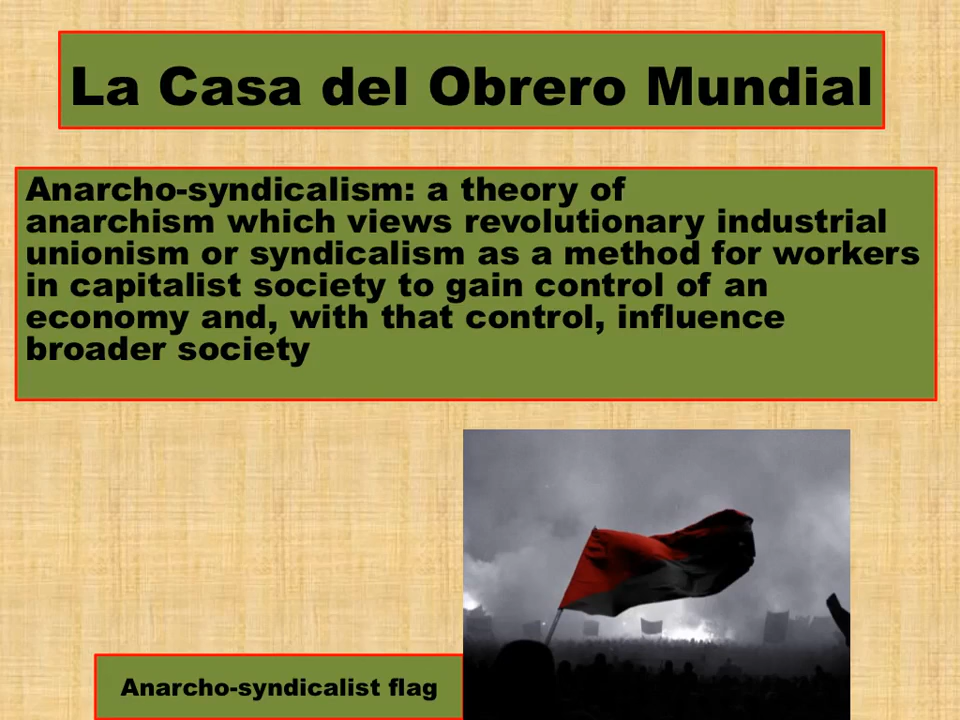 La Casa del Obrero Mundial
Anarcho-syndicalism: a theory of
anarchism which views revolutionary industrial
unionism or syndicalism as a method for workers
in capitalist society to gain control of an
economy and, with that control, influence
broader society
Anarcho-syndicalist flag